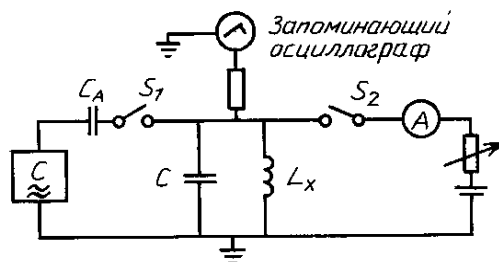 Запоминающий
осциллограф
C_A
S_1
S_2
A
C
C
L_x